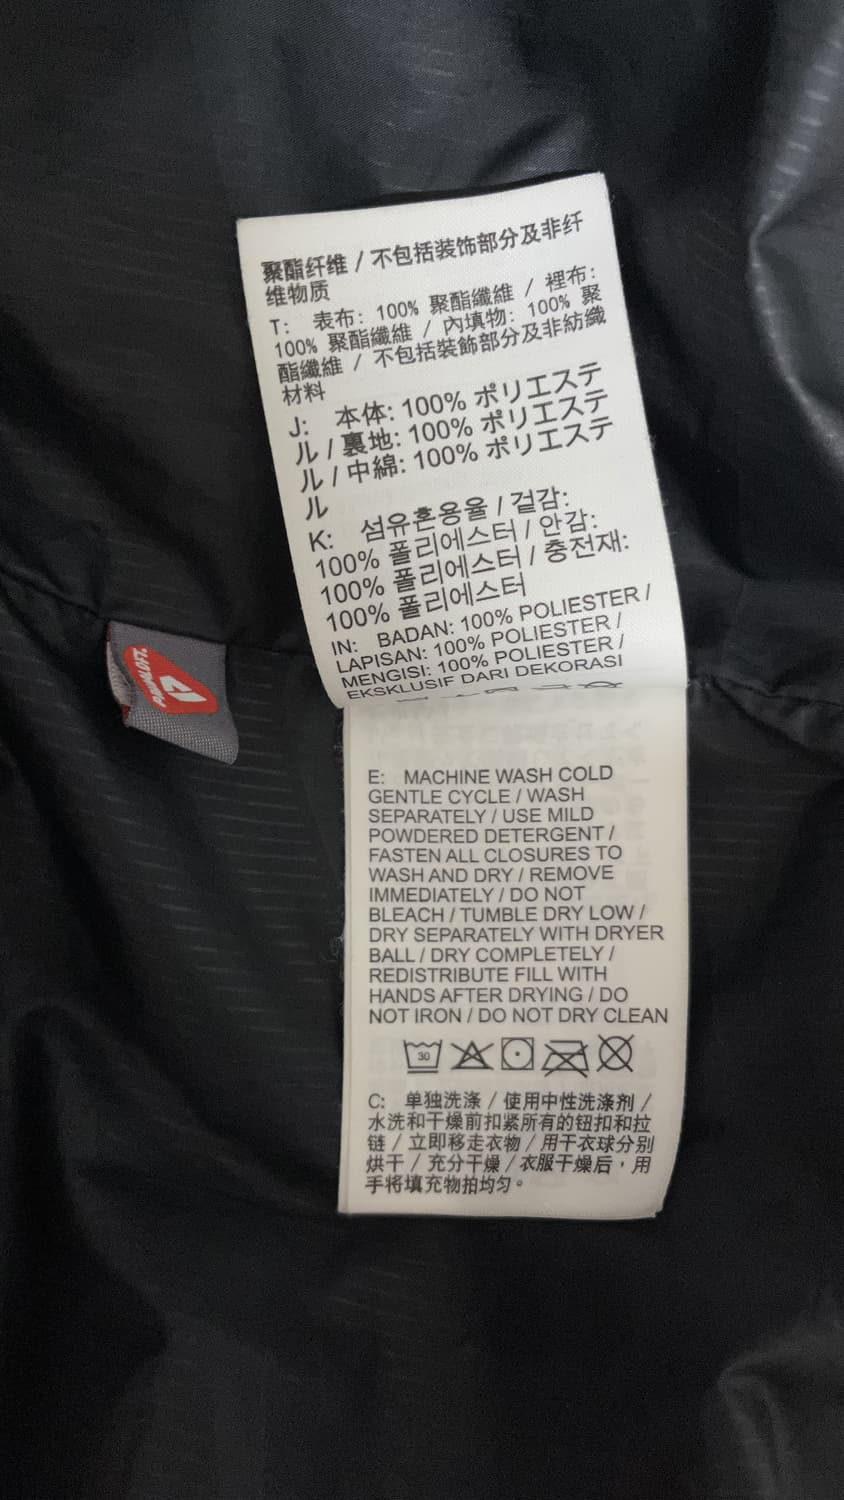 聚酯纤维 / 不包括装饰部分及非纤
维物质
T: 表布: 100% 聚酯纖維 / 裡布:
100% 聚酯纖維 / 內填物: 100% 聚
酯纖維 / 不包括裝飾部分及非紡織
材料
J: 本体: 100% ポリエステ
ル / 裏地: 100% ポリエステ
ル / 中綿: 100% ポリエステ
ル
K: 섬유혼용율 / 겉감:
100% 폴리에스터 / 안감:
100% 폴리에스터 / 충전재:
100% 폴리에스터
IN: BADAN: 100% POLIESTER /
LAPISAN: 100% POLIESTER /
MENGISI: 100% POLIESTER /
EKSKLUSIF DARI DEKORASI
PRIMALOFT.
E: MACHINE WASH COLD
GENTLE CYCLE / WASH
SEPARATELY / USE MILD
POWDERED DETERGENT /
FASTEN ALL CLOSURES TO
WASH AND DRY / REMOVE
IMMEDIATELY / DO NOT
BLEACH / TUMBLE DRY LOW /
DRY SEPARATELY WITH DRYER
BALL / DRY COMPLETELY /
REDISTRIBUTE FILL WITH
HANDS AFTER DRYING / DO
NOT IRON / DO NOT DRY CLEAN
30
C: 单独洗涤 / 使用中性洗涤剂 /
水洗和干燥前扣紧所有的钮扣和拉
链 / 立即移走衣物 / 用干衣球分别
烘干 / 充分干燥 / 衣服干燥后，用
手将填充物拍均匀。